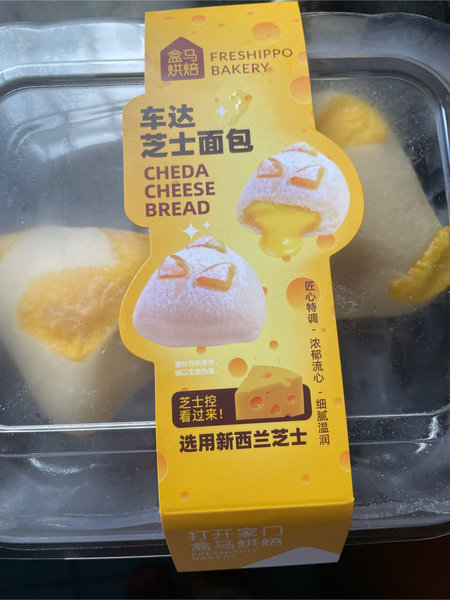 盒马
烘焙
FRESHIPPO
BAKERY
车达
芝士面包
CHEDA
CHEESE
BREAD
匠心特调 - 浓郁流心 - 细腻温润
图片仅供参考,
请以实物为准。
芝士控
看过来!
选用新西兰芝士
打开家门
盒马烘焙
FRESHIPPO
BAKERY